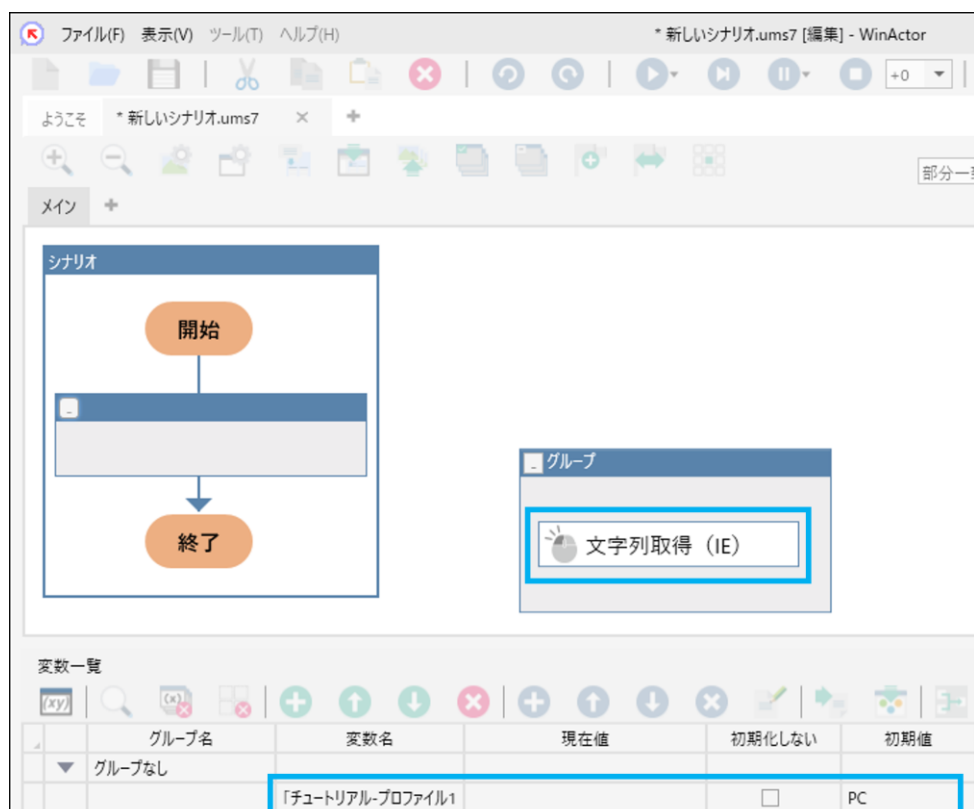 ファイル(F) 表示(V) ツール(T) ヘルプ(H) * 新しいシナリオ.ums7 [編集] - WinActor
+0
ようこそ * 新しいシナリオ.ums7
部分一
メイン
シナリオ
開始
グループ
文字列取得（IE）
終了
変数一覧
(xy) (x)
グループ名 変数名 現在値 初期化しない 初期値
グループなし
「チュートリアル-プロファイル1 PC